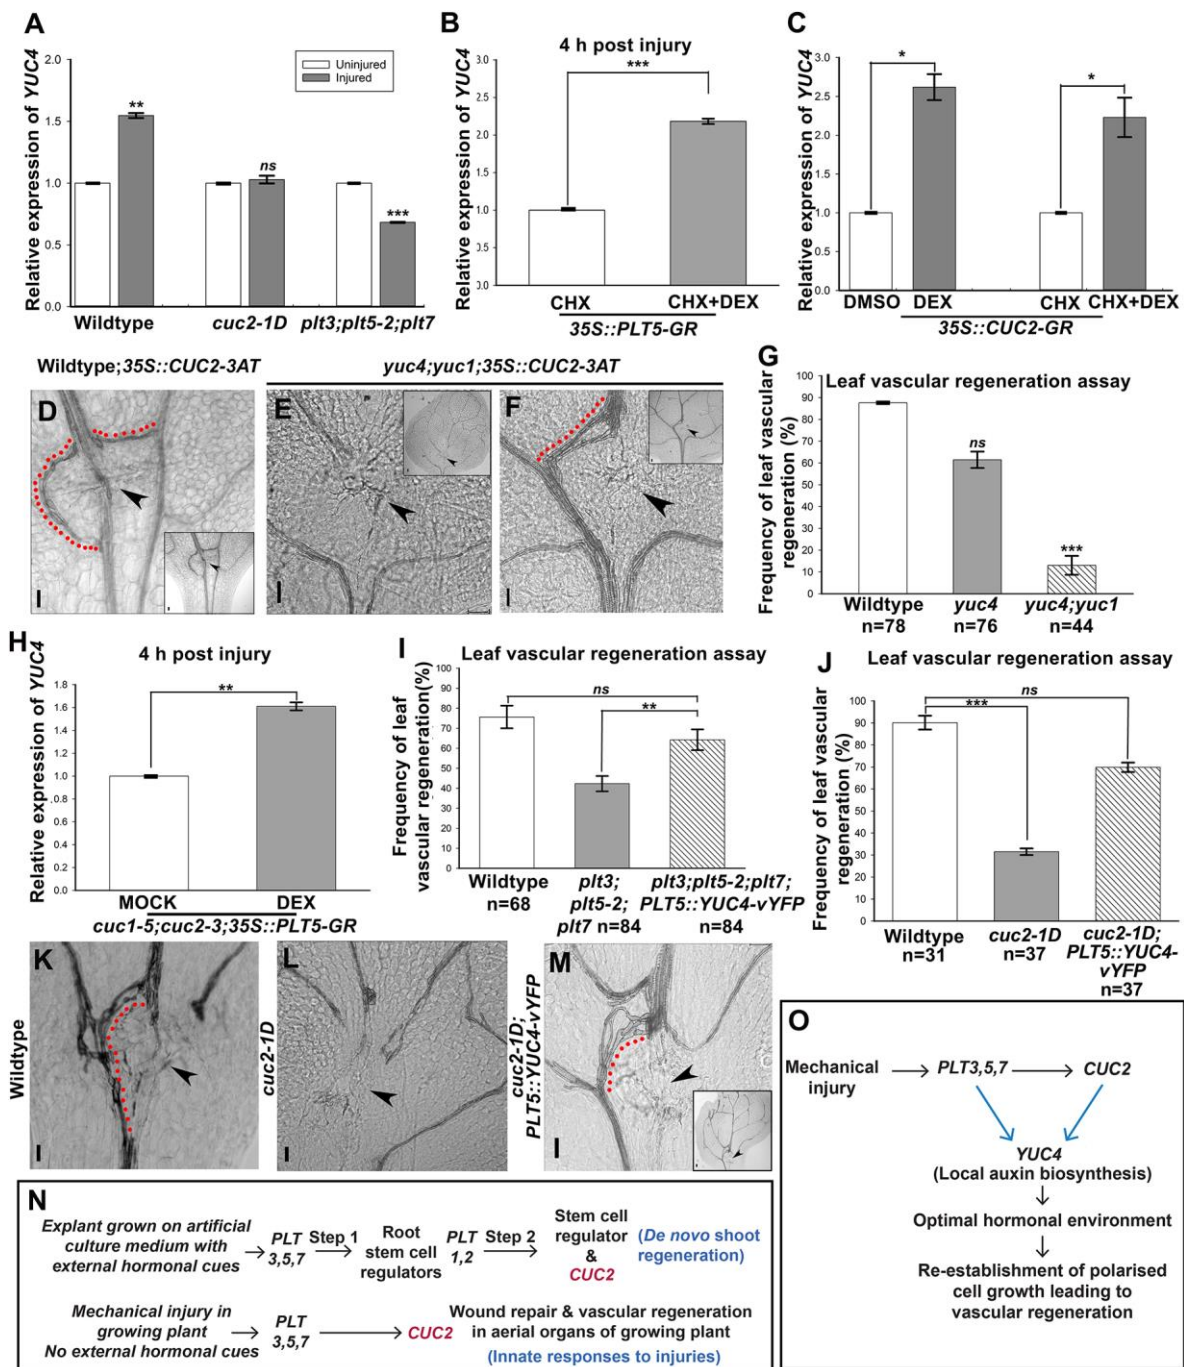 A
Relative expression of YUC4
2.0
1.5
1.0
0.5
0.0
Uninjured
Injured
**
ns
***
Wildtype
cuc2-1D
plt3;plt5-2;plt7
B
4 h post injury
Relative expression of YUC4
3.0
2.5
2.0
1.5
1.0
0.5
0.0
***
CHX
CHX+DEX
35S::PLT5-GR
C
Relative expression of YUC4
3.0
2.5
2.0
1.5
1.0
0.5
0.0
*
*
DMSO
DEX
CHX
CHX+DEX
35S::CUC2-GR
Wildtype;35S::CUC2-3AT
yuc4;yuc1;35S::CUC2-3AT
D
E
F
G
Leaf vascular regeneration assay
Frequency of leaf vascular
regeneration (%)
100
90
80
70
60
50
40
30
20
10
0
ns
***
Wildtype
n=78
yuc4
n=76
yuc4;yuc1
n=44
H
4 h post injury
Relative expression of YUC4
1.8
1.6
1.4
1.2
1.0
0.8
0.6
0.4
0.2
0.0
**
MOCK
DEX
cuc1-5;cuc2-3;35S::PLT5-GR
I
Leaf vascular regeneration assay
Frequency of leaf
vascular regeneration(%)
100
90
80
70
60
50
40
30
20
10
0
ns
**
Wildtype
n=68
plt3;
plt5-2;
plt7 n=84
plt3;plt5-2;plt7;
PLT5::YUC4-vYFP
n=84
J
Leaf vascular regeneration assay
Frequency of leaf vascular
regeneration (%)
100
90
80
70
60
50
40
30
20
10
0
ns
***
Wildtype
n=31
cuc2-1D
n=37
cuc2-1D;
PLT5::YUC4-
vYFP
n=37
K
Wildtype
L
cuc2-1D
M
cuc2-1D;
PLT5::YUC4-vYFP
N
Explant grown on artificial
culture medium with
external hormonal cues
PLT
3,5,7
Step 1
Root
stem cell
regulators
PLT
1,2
Step 2
Stem cell
regulator
&
CUC2
(De novo shoot
regeneration)
Mechanical injury in
growing plant
No external hormonal cues
PLT
3,5,7
CUC2
Wound repair & vascular regeneration
in aerial organs of growing plant
(Innate responses to injuries)
O
Mechanical
injury
PLT3,5,7
CUC2
YUC4
(Local auxin biosynthesis)
Optimal hormonal environment
Re-establishment of polarised
cell growth leading to
vascular regeneration